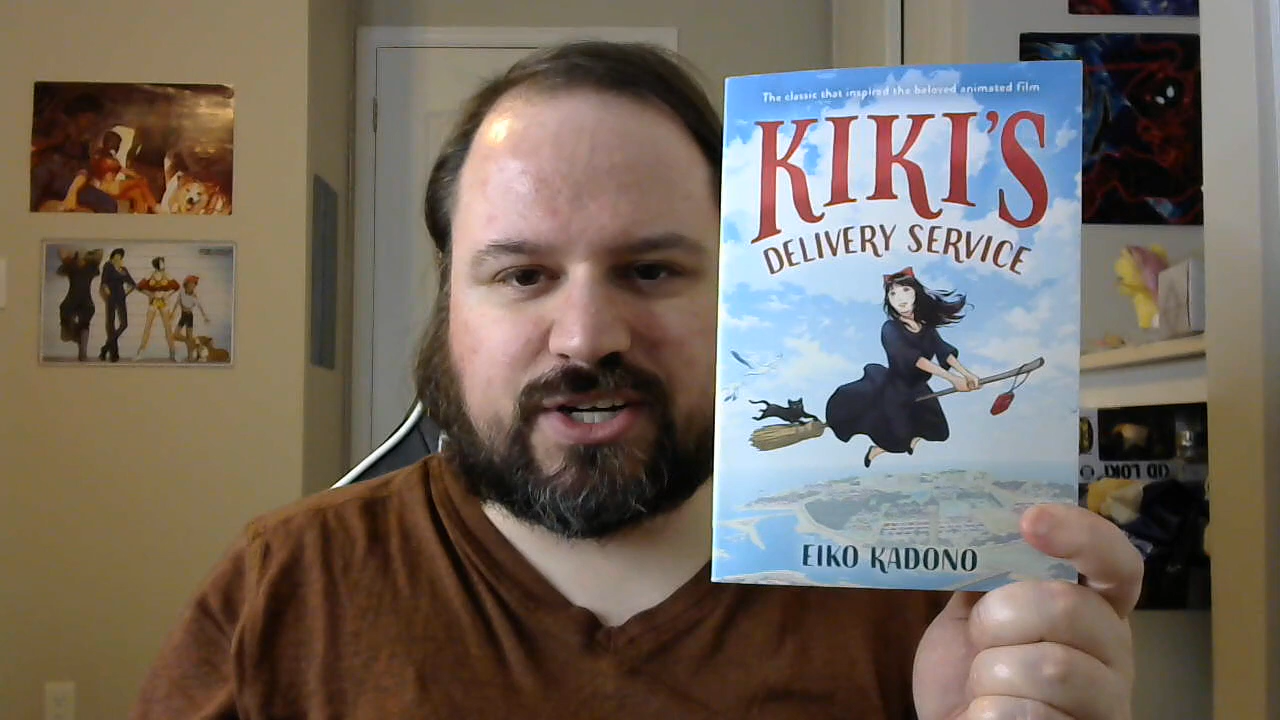 The classic that inspired the beloved animated film
KIKI'S
DELIVERY SERVICE
EIKO KADONO